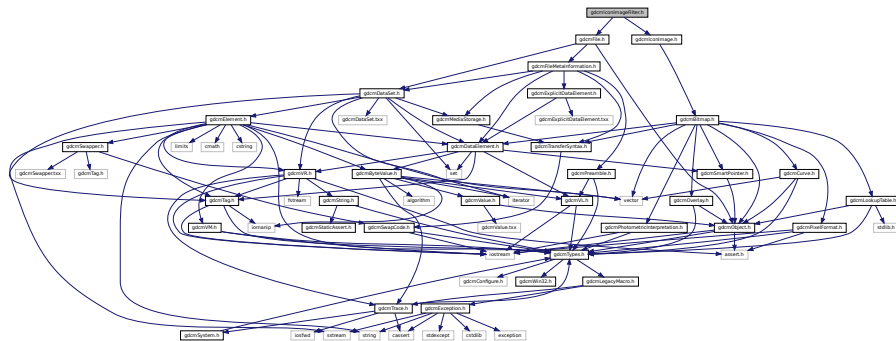 gdcmIconImageFilter.h
gdcmFile.h
gdcmIconImage.h
gdcmFileMetaInformation.h
gdcmDataSet.h
gdcmExplicitDataElement.h
gdcmElement.h
gdcmDataSet.txx
gdcmMediaStorage.h
gdcmExplicitDataElement.txx
gdcmBitmap.h
gdcmSwapper.h
limits
cmath
cstring
gdcmDataElement.h
gdcmTransferSyntax.h
gdcmSwapper.txx
gdcmTag.h
gdcmVR.h
gdcmByteValue.h
set
gdcmPreamble.h
gdcmSmartPointer.h
gdcmCurve.h
gdcmTag.h
fstream
gdcmString.h
algorithm
gdcmValue.h
iterator
gdcmVL.h
vector
gdcmOverlay.h
gdcmLookupTable.h
gdcmVM.h
iomanip
gdcmStaticAssert.h
gdcmSwapCode.h
gdcmValue.txx
gdcmPhotometricInterpretation.h
gdcmObject.h
gdcmPixelFormat.h
stdlib.h
iostream
gdcmTypes.h
assert.h
gdcmConfigure.h
gdcmWin32.h
gdcmLegacyMacro.h
gdcmTrace.h
gdcmException.h
gdcmSystem.h
iosfwd
sstream
string
cassert
stdexcept
cstdlib
exception